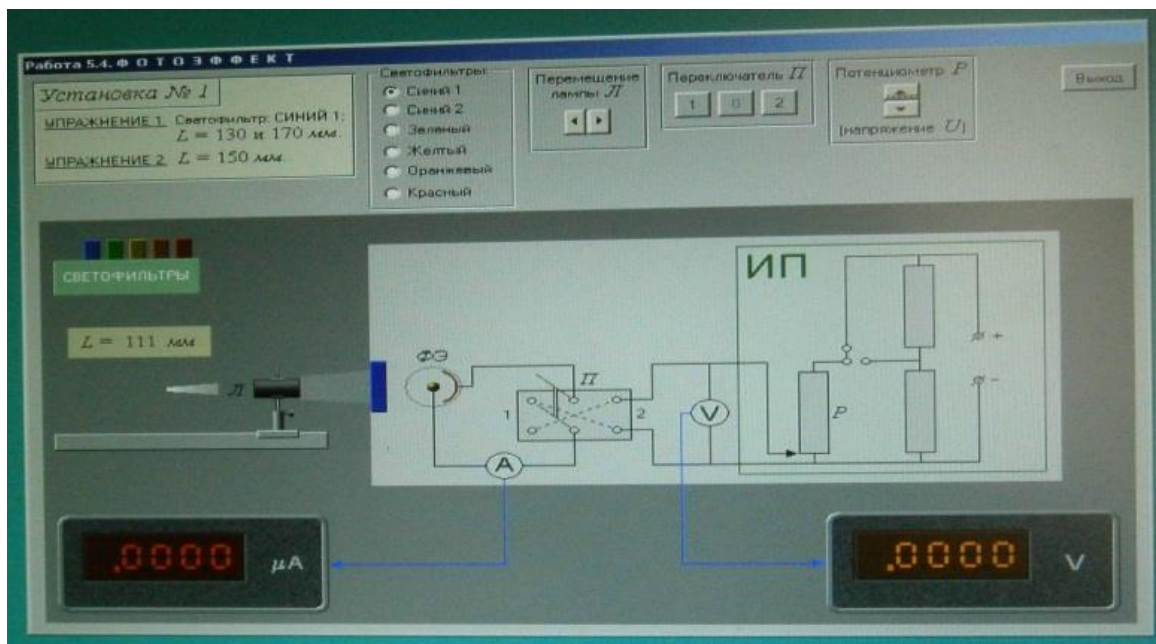 Работа 5.4. Ф О Т О Э Ф Ф Е К Т
Установка № 1
УПРАЖНЕНИЕ 1. Светофильтр: СИНИЙ 1;
L = 130 и 170 мм.
УПРАЖНЕНИЕ 2. L = 150 мм.
Светофильтры:
Синий 1
Синий 2
Зеленый
Желтый
Оранжевый
Красный
Перемещение
лампы Л
Переключатель П
1 0 2
Потенциометр P
(напряжение U)
Выход
СВЕТОФИЛЬТРЫ
L = 111 мм
Л
ФЭ
П
1
2
A
V
ИП
P
+
-
.0000 μA
.0000 V